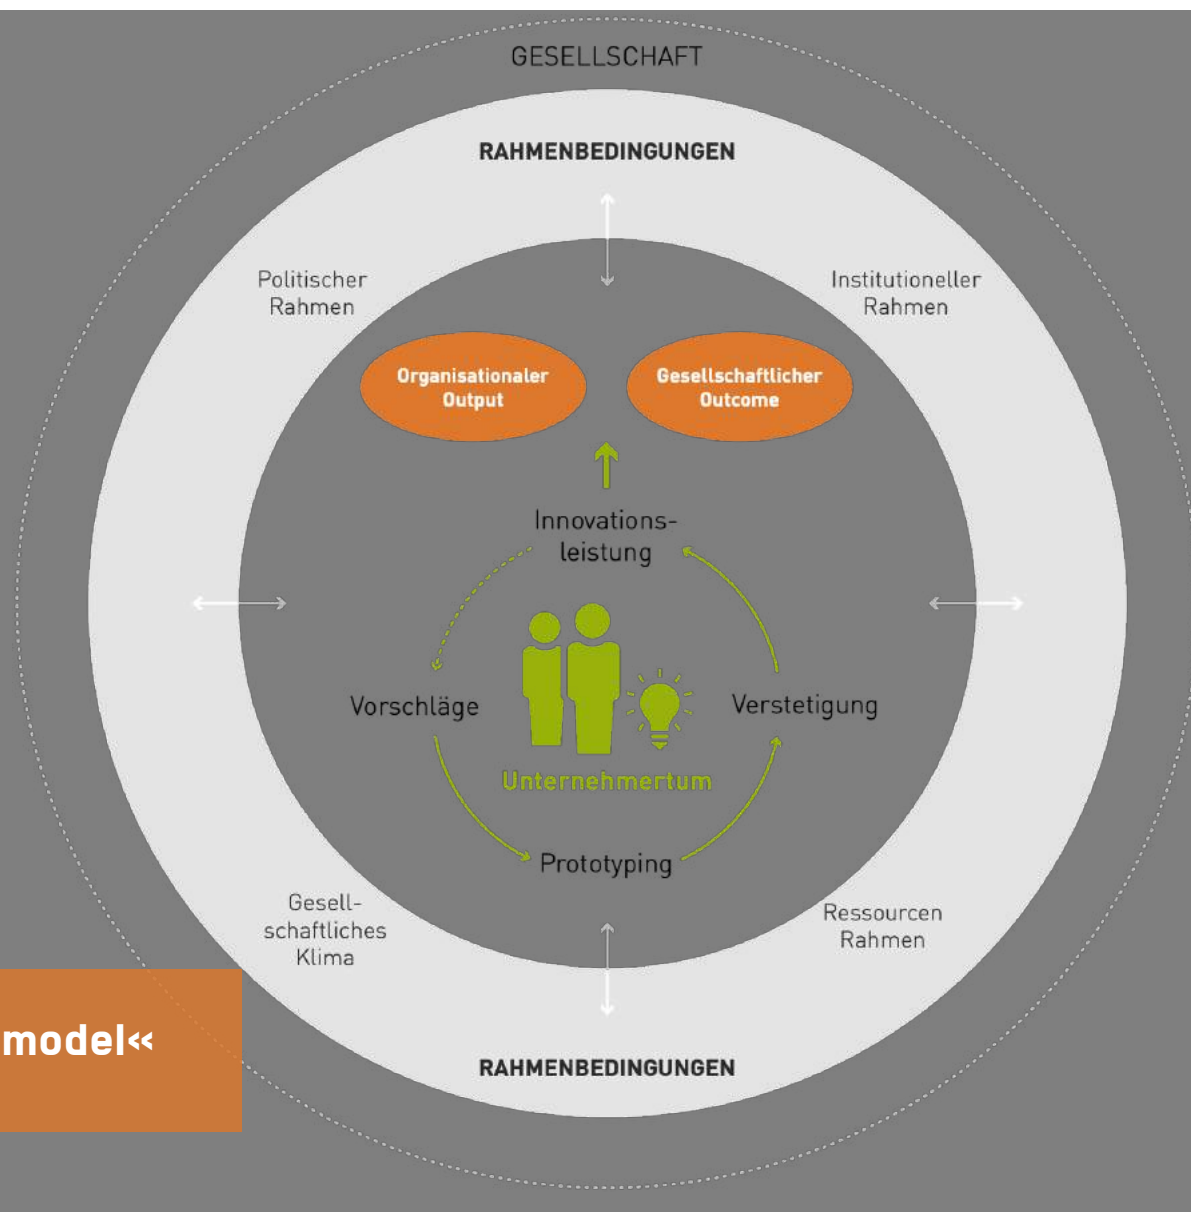 GESELLSCHAFT
RAHMENBEDINGUNGEN
Politischer
Rahmen
Institutioneller
Rahmen
Organisationaler
Output
Gesellschaftlicher
Outcome
Innovations-
leistung
Vorschläge
Verstetigung
Unternehmertum
Prototyping
Gesell-
schaftliches
Klima
Ressourcen
Rahmen
model«
RAHMENBEDINGUNGEN